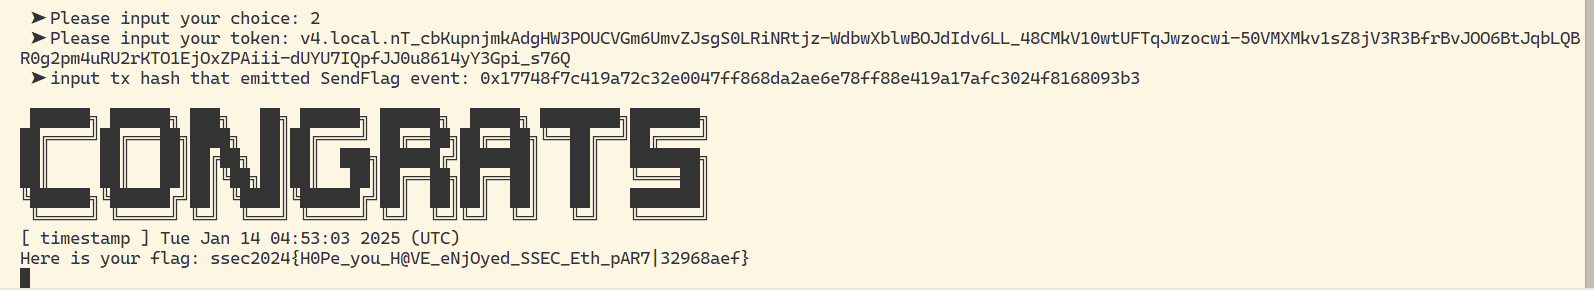 ➤Please input your choice: 2
➤Please input your token: v4.local.nT_cbKupnjmkAdgHW3POUCVGm6UmvZJsgS0LRiNRtjz-WdbwXblwBOJdIdv6LL_48CMkV10wtUFTqJwzocwi-50VMXMkv1sZ8jV3R3BfrBvJOO6BtJqbLQB
R0g2pm4uRU2rKTO1EjOxZPAiii-dUYU7IQpfJJ0u8614yY3Gpi_s76Q
➤input tx hash that emitted SendFlag event: 0x17748f7c419a72c32e0047ff868da2ae6e78ff88e419a17afc3024f8168093b3
CONGRATS
[ timestamp ] Tue Jan 14 04:53:03 2025 (UTC)
Here is your flag: ssec2024{H0Pe_you_H@VE_eNjOyed_SSEC_Eth_pAR7|32968aef}